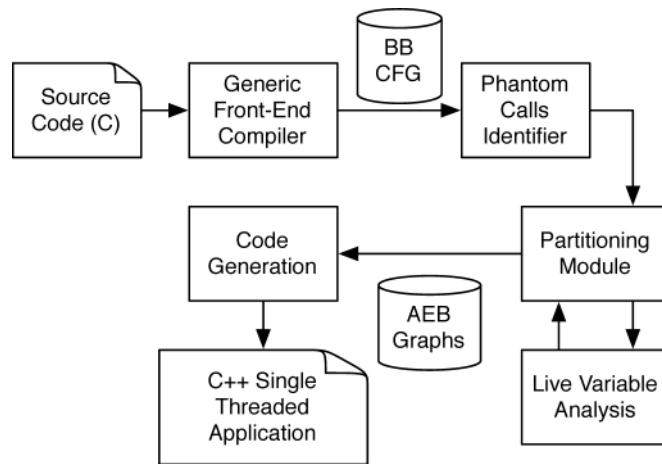 Source
Code (C)
Generic
Front-End
Compiler
BB
CFG
Phantom
Calls
Identifier
Code
Generation
AEB
Graphs
Partitioning
Module
C++ Single
Threaded
Application
Live Variable
Analysis